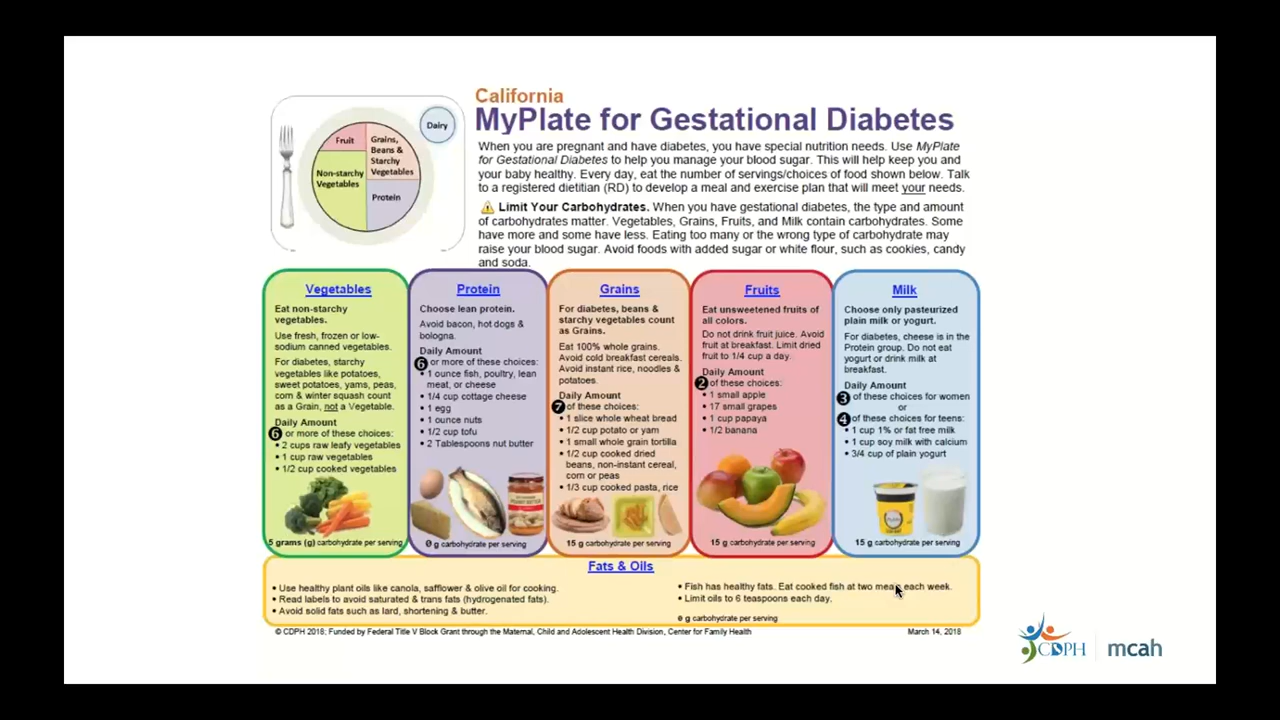 California
MyPlate for Gestational Diabetes
When you are pregnant and have diabetes, you have special nutrition needs. Use MyPlate
for Gestational Diabetes to help you manage your blood sugar. This will help keep you and
your baby healthy. Every day, eat the number of servings/choices of food shown below. Talk
to a registered dietitian (RD) to develop a meal and exercise plan that will meet your needs.
Limit Your Carbohydrates. When you have gestational diabetes, the type and amount
of carbohydrates matter. Vegetables, Grains, Fruits, and Milk contain carbohydrates. Some
have more and some have less. Eating too many or the wrong type of carbohydrate may
raise your blood sugar. Avoid foods with added sugar or white flour, such as cookies, candy
and soda.
Dairy
Fruit
Grains,
Beans &
Starchy
Vegetables
Non-starchy
Vegetables
Protein
Vegetables
Eat non-starchy
vegetables.
Use fresh, frozen or low-
sodium canned vegetables.
For diabetes, starchy
vegetables like potatoes,
sweet potatoes, yams, peas,
corn & winter squash count
as a Grain, not a Vegetable.
Daily Amount
6 or more of these choices:
• 2 cups raw leafy vegetables
• 1 cup raw vegetables
• 1/2 cup cooked vegetables
5 grams (g) carbohydrate per serving
Protein
Choose lean protein.
Avoid bacon, hot dogs &
bologna.
Daily Amount
6 or more of these choices:
• 1 ounce fish, poultry, lean
meat, or cheese
• 1/4 cup cottage cheese
• 1 egg
• 1 ounce nuts
• 1/2 cup tofu
• 2 Tablespoons nut butter
0 g carbohydrate per serving
Grains
For diabetes, beans &
starchy vegetables count
as Grains.
Eat 100% whole grains.
Avoid cold breakfast cereals.
Avoid instant rice, noodles &
potatoes.
Daily Amount
7 of these choices:
• 1 slice whole wheat bread
• 1/2 cup potato or yam
• 1 small whole grain tortilla
• 1/2 cup cooked dried
beans, non-instant cereal,
corn or peas
• 1/3 cup cooked pasta, rice
15 g carbohydrate per serving
Fruits
Eat unsweetened fruits of
all colors.
Do not drink fruit juice. Avoid
fruit at breakfast. Limit dried
fruit to 1/4 cup a day.
Daily Amount
2 of these choices:
• 1 small apple
• 17 small grapes
• 1 cup papaya
• 1/2 banana
15 g carbohydrate per serving
Milk
Choose only pasteurized
plain milk or yogurt.
For diabetes, cheese is in the
Protein group. Do not eat
yogurt or drink milk at
breakfast.
Daily Amount
3 of these choices for women
or
4 of these choices for teens:
• 1 cup 1% or fat free milk
• 1 cup soy milk with calcium
• 3/4 cup of plain yogurt
15 g carbohydrate per serving
Fats & Oils
• Use healthy plant oils like canola, safflower & olive oil for cooking.
• Read labels to avoid saturated & trans fats (hydrogenated fats).
• Avoid solid fats such as lard, shortening & butter.
• Fish has healthy fats. Eat cooked fish at two meals each week.
• Limit oils to 6 teaspoons each day.
0 g carbohydrate per serving
© CDPH 2018; Funded by Federal Title V Block Grant through the Maternal, Child and Adolescent Health Division, Center for Family Health
March 14, 2018
CDPH
mcah